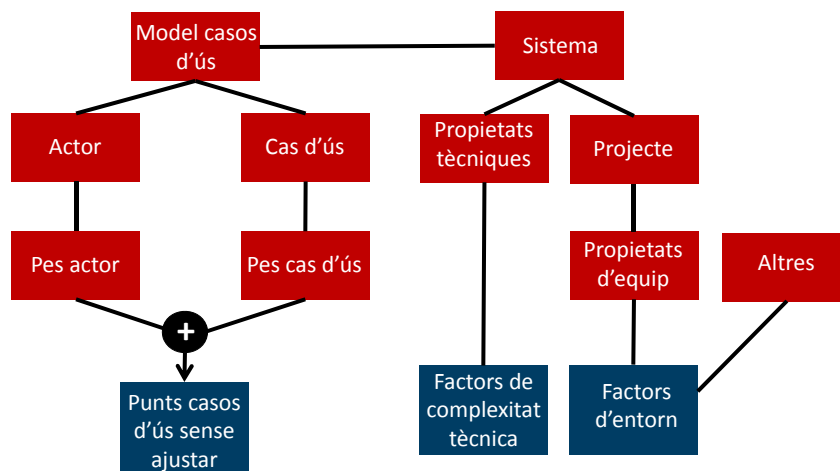 Model casos
d'ús
Sistema
Actor
Cas d'ús
Propietats
tècniques
Projecte
Pes actor
Pes cas d'ús
Propietats
d'equip
Altres
+
Punts casos
d'ús sense
ajustar
Factors de
complexitat
tècnica
Factors
d'entorn